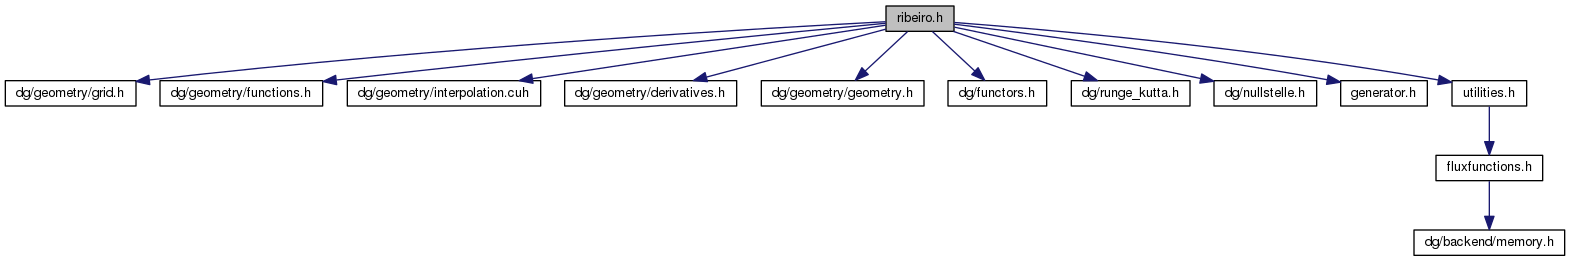 ribeiro.h
dg/geometry/grid.h
dg/geometry/functions.h
dg/geometry/interpolation.cuh
dg/geometry/derivatives.h
dg/geometry/geometry.h
dg/functors.h
dg/runge_kutta.h
dg/nullstelle.h
generator.h
utilities.h
fluxfunctions.h
dg/backend/memory.h